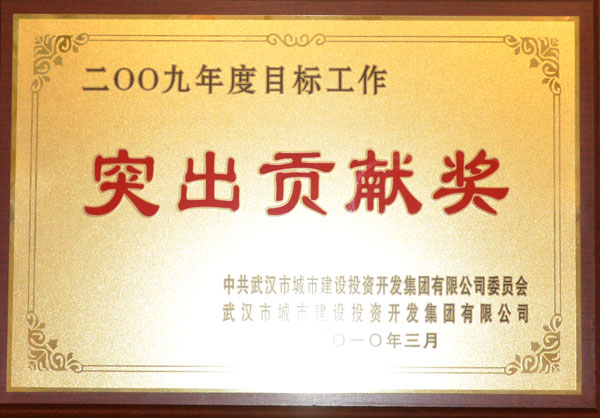 二〇〇九年度目标工作
突出贡献奖
中共武汉市城市建设投资开发集团有限公司委员会
武汉市城市建设投资开发集团有限公司
〇一〇年三月